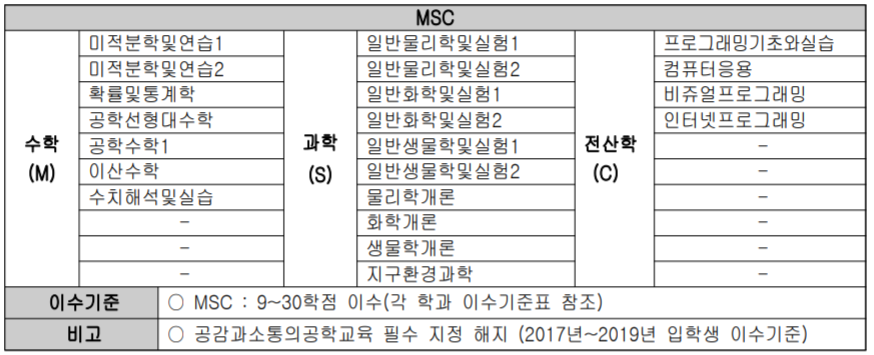 MSC
수학
(M)
미적분학및연습1
미적분학및연습2
확률및통계학
공학선형대수학
공학수학1
이산수학
수치해석및실습
-
-
-
과학
(S)
일반물리학및실험1
일반물리학및실험2
일반화학및실험1
일반화학및실험2
일반생물학및실험1
일반생물학및실험2
물리학개론
화학개론
생물학개론
지구환경과학
전산학
(C)
프로그래밍기초와실습
컴퓨터응용
비쥬얼프로그래밍
인터넷프로그래밍
-
-
-
-
-
-
이수기준
○ MSC : 9~30학점 이수(각 학과 이수기준표 참조)
비고
○ 공감과소통의공학교육 필수 지정 해지 (2017년~2019년 입학생 이수기준)